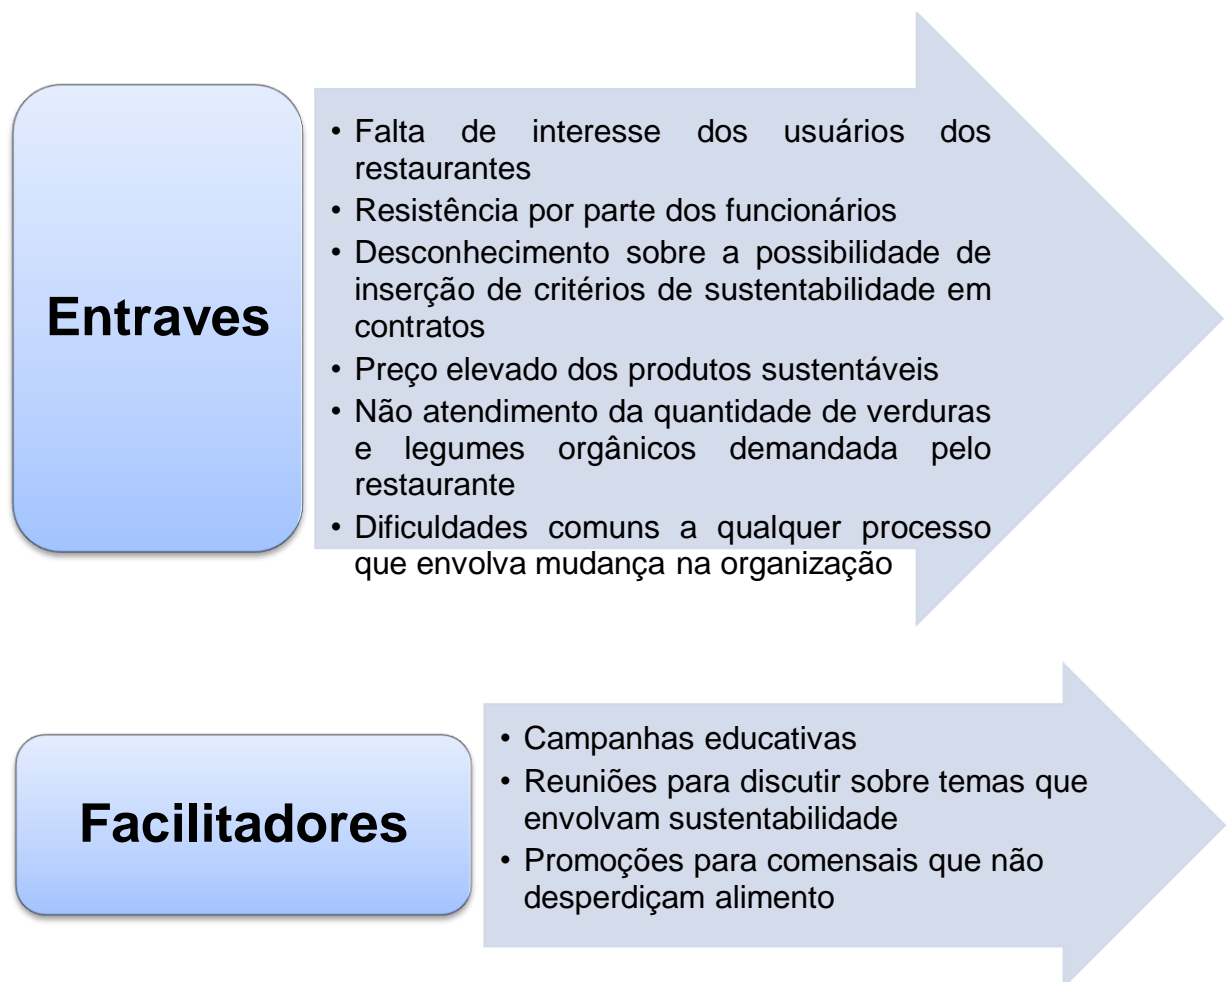 Entraves
• Falta de interesse dos usuários dos
restaurantes
• Resistência por parte dos funcionários
• Desconhecimento sobre a possibilidade de
inserção de critérios de sustentabilidade em
contratos
• Preço elevado dos produtos sustentáveis
• Não atendimento da quantidade de verduras
e legumes orgânicos demandada pelo
restaurante
• Dificuldades comuns a qualquer processo
que envolva mudança na organização
Facilitadores
• Campanhas educativas
• Reuniões para discutir sobre temas que
envolvam sustentabilidade
• Promoções para comensais que não
desperdiçam alimento